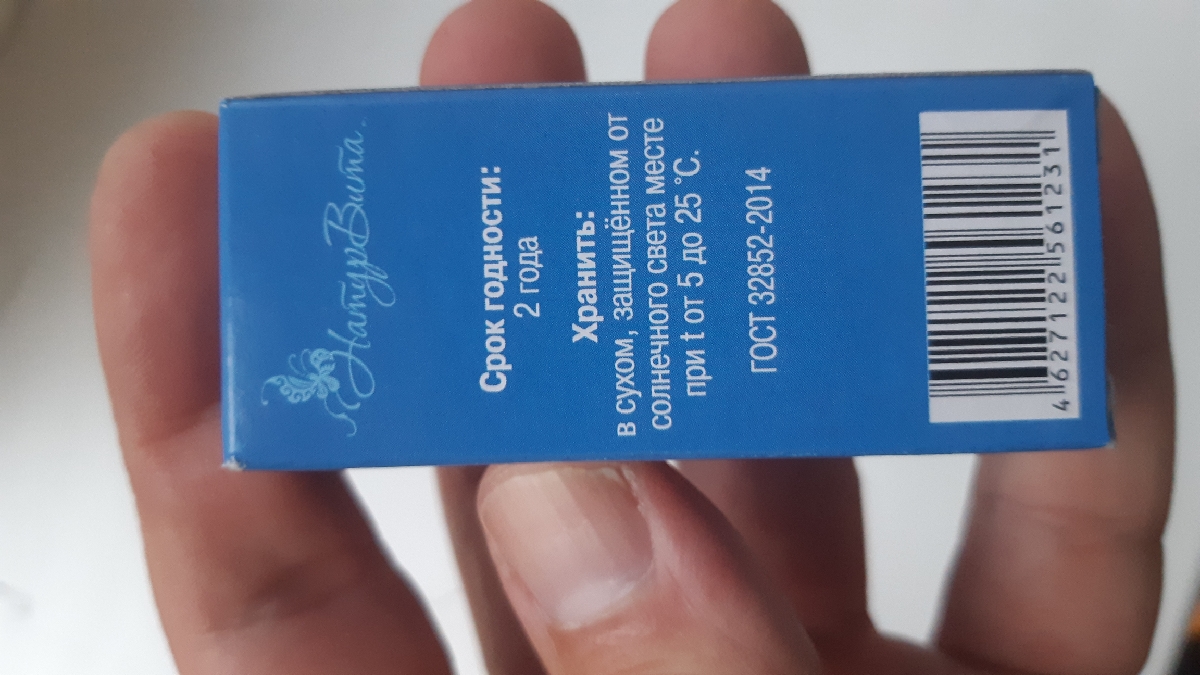 НатурВита.
Срок годности:
2 года
Хранить:
в сухом, защищённом от
солнечного света месте
при t от 5 до 25 °С.
ГОСТ 32852-2014
4 627122 561231